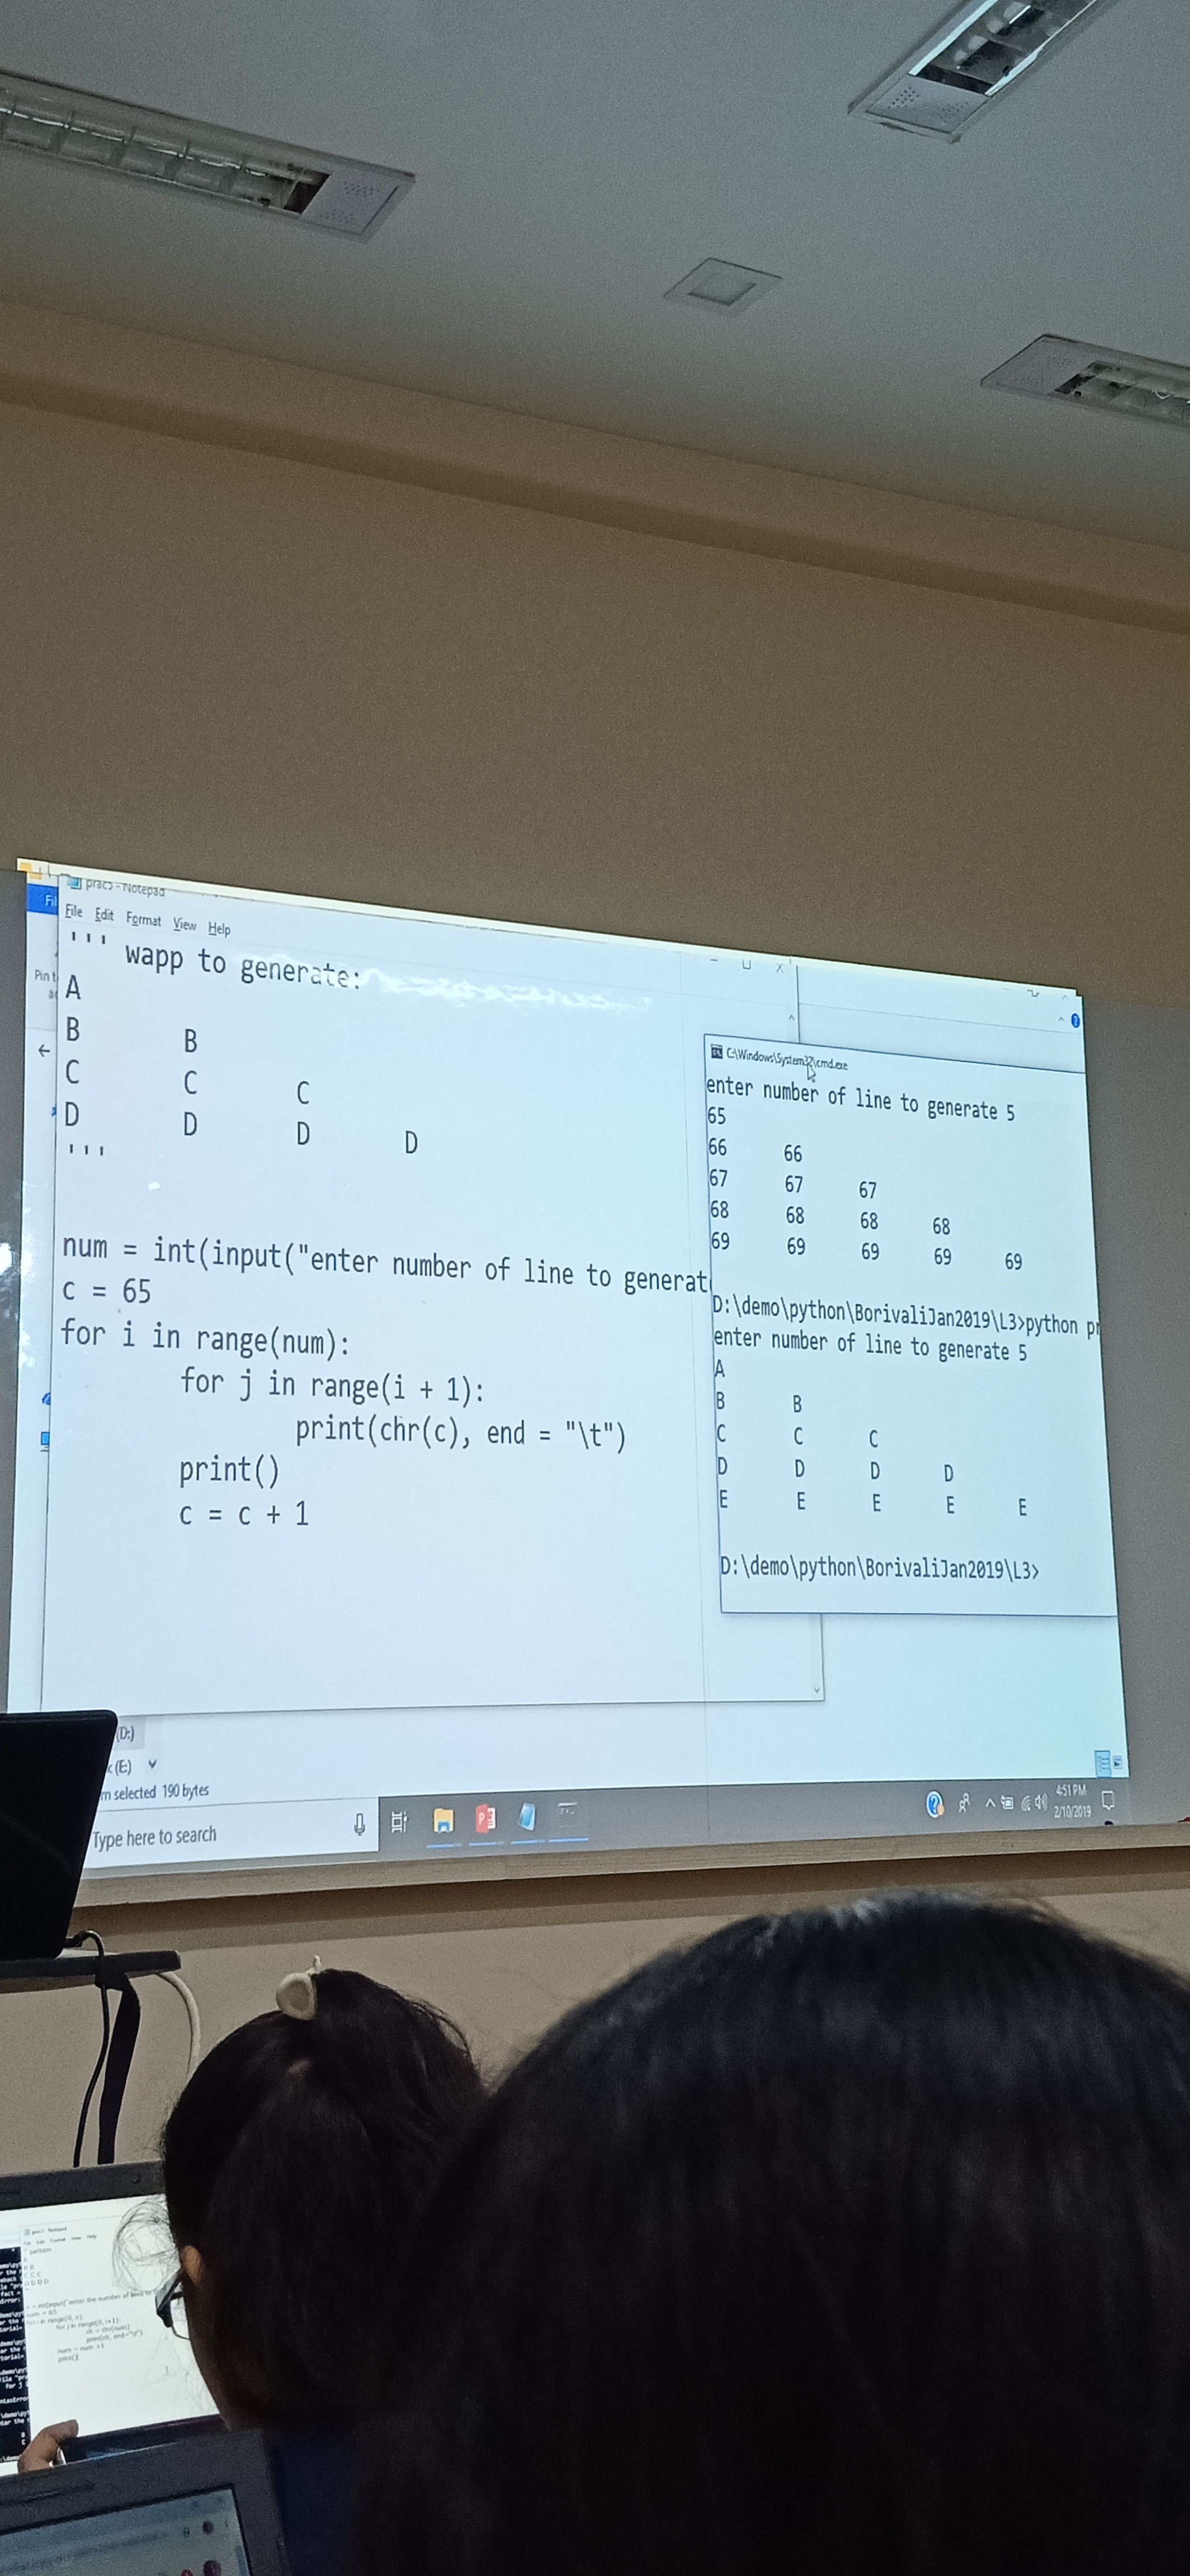 prac5 - Notepad
File Edit Format View Help
''' wapp to generate:
A
B B
C C C
D D D D
'''
num = int(input("enter number of line to generat
c = 65
for i in range(num):
for j in range(i + 1):
print(chr(c), end = "\t")
print()
c = c + 1
C:\Windows\System32\cmd.exe
enter number of line to generate 5
65
66 66
67 67 67
68 68 68 68
69 69 69 69 69
D:\demo\python\BorivaliJan2019\L3>python pr
enter number of line to generate 5
A
B B
C C C
D D D D
E E E E E
D:\demo\python\BorivaliJan2019\L3>
Fil
Pin t
(D:)
(E:)
m selected 190 bytes
Type here to search
4:51 PM
2/10/2019